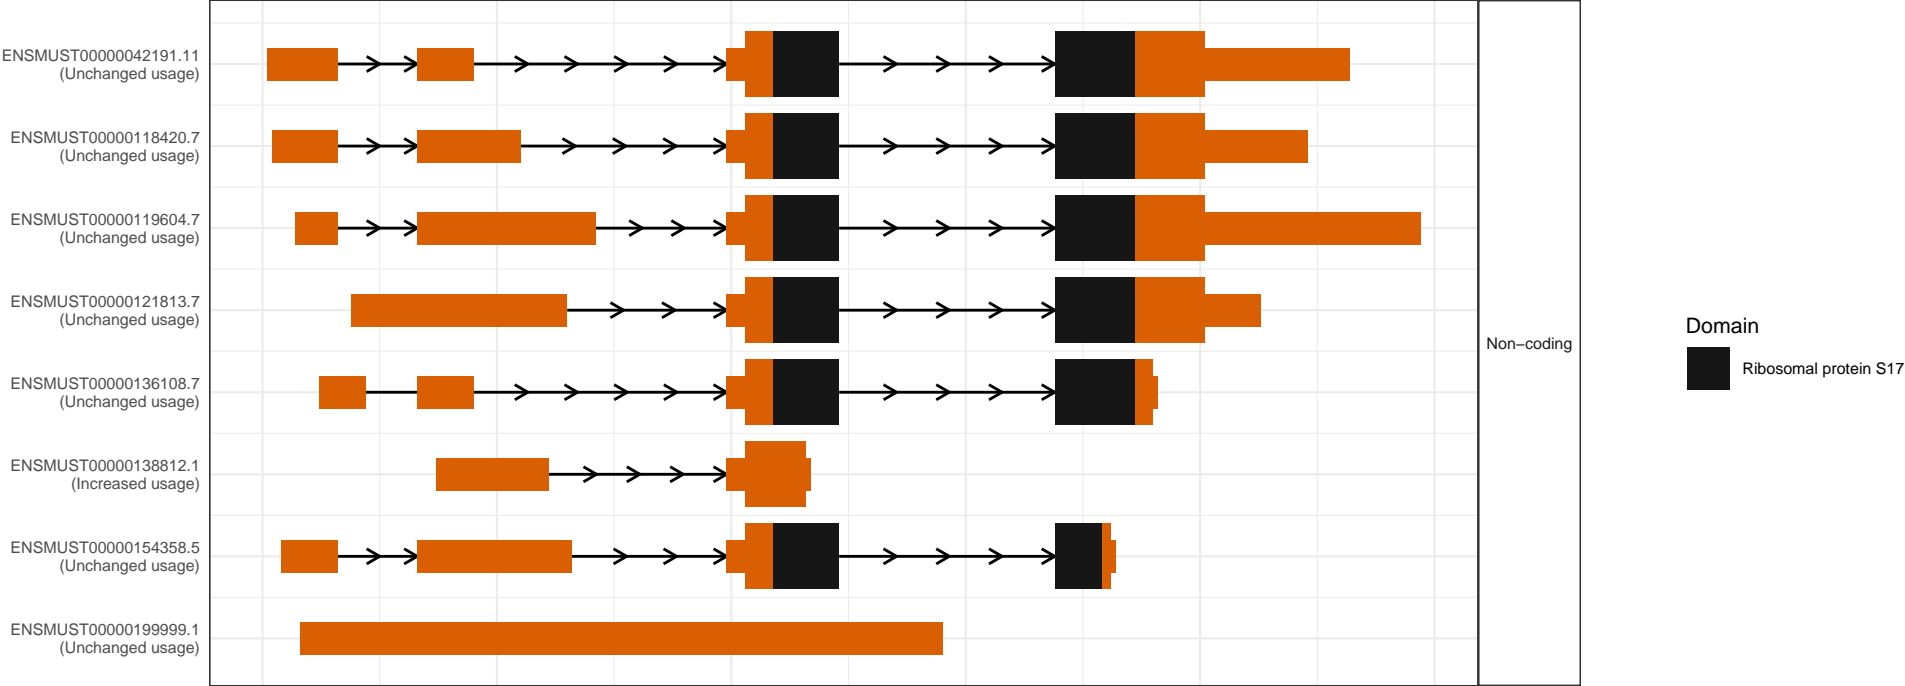 ENSMUST00000042191.11
(Unchanged usage)
ENSMUST00000118420.7
(Unchanged usage)
ENSMUST00000119604.7
(Unchanged usage)
ENSMUST00000121813.7
(Unchanged usage)
ENSMUST00000136108.7
(Unchanged usage)
ENSMUST00000138812.1
(Increased usage)
ENSMUST00000154358.5
(Unchanged usage)
ENSMUST00000199999.1
(Unchanged usage)
Non−coding
Domain
Ribosomal protein S17